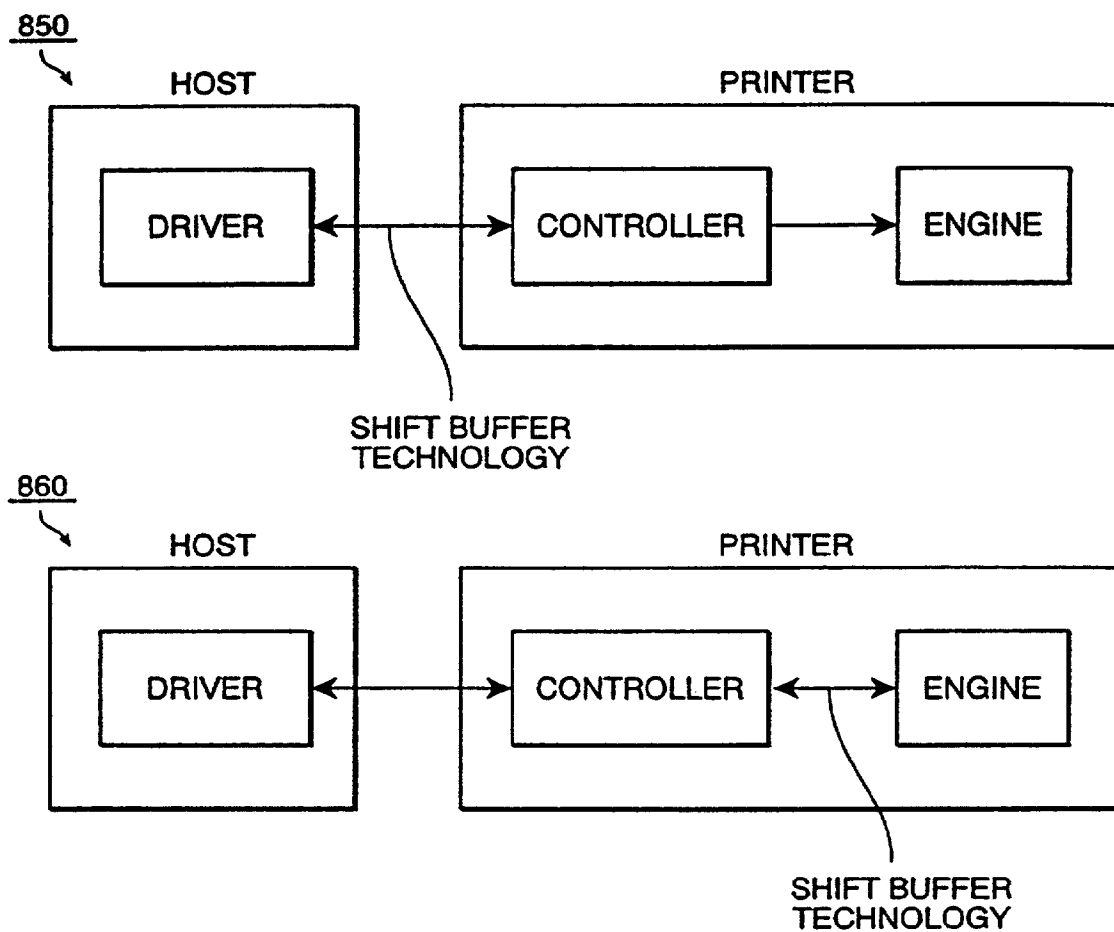 850
HOST
PRINTER
DRIVER
CONTROLLER
ENGINE
SHIFT BUFFER
TECHNOLOGY
860
HOST
PRINTER
DRIVER
CONTROLLER
ENGINE
SHIFT BUFFER
TECHNOLOGY